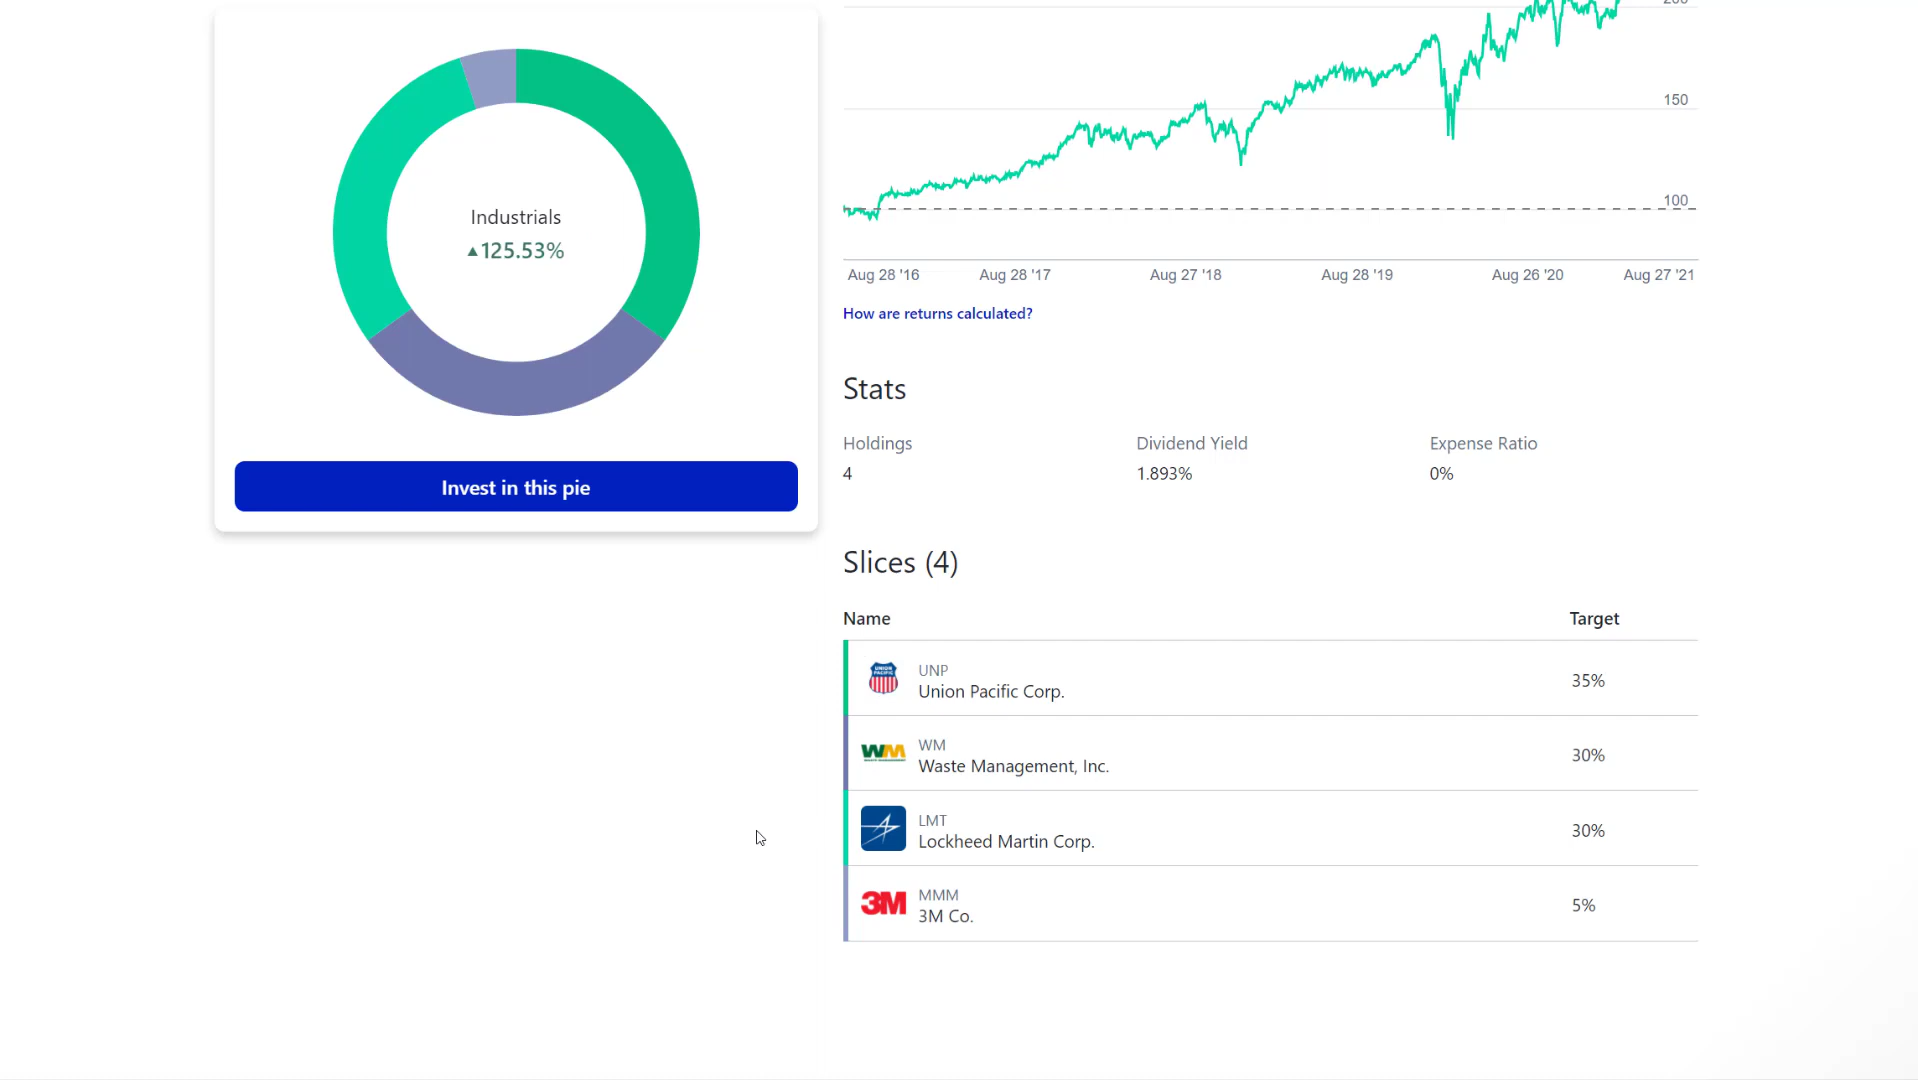 Industrials
▲125.53%
Invest in this pie
150
100
Aug 28 '16
Aug 28 '17
Aug 27 '18
Aug 28 '19
Aug 26 '20
Aug 27 '21
How are returns calculated?
Stats
Holdings
Dividend Yield
Expense Ratio
4
1.893%
0%
Slices (4)
Name
Target
UNION PACIFIC
UNP
Union Pacific Corp.
35%
WM
WM
Waste Management, Inc.
30%
LMT
Lockheed Martin Corp.
30%
3M
MMM
3M Co.
5%